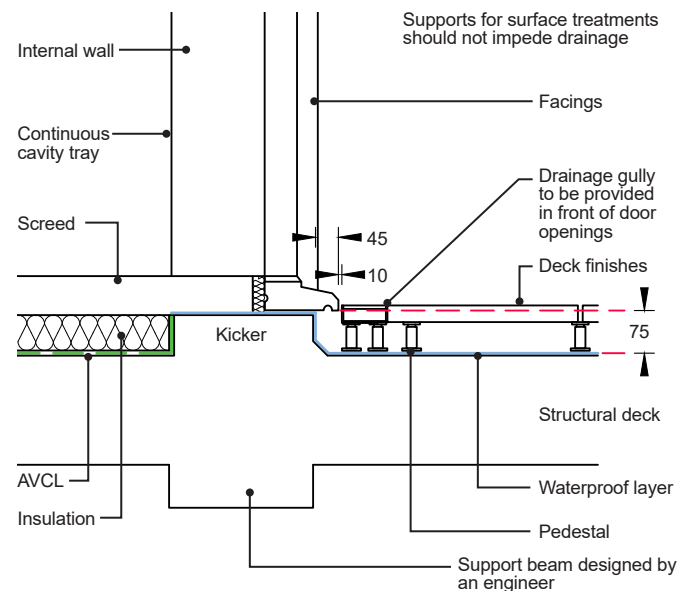 Supports for surface treatments
should not impede drainage
Internal wall
Facings
Continuous
cavity tray
Drainage gully
to be provided
in front of door
openings
Screed
45
10
Deck finishes
75
Kicker
Structural deck
AVCL
Waterproof layer
Insulation
Pedestal
Support beam designed by
an engineer